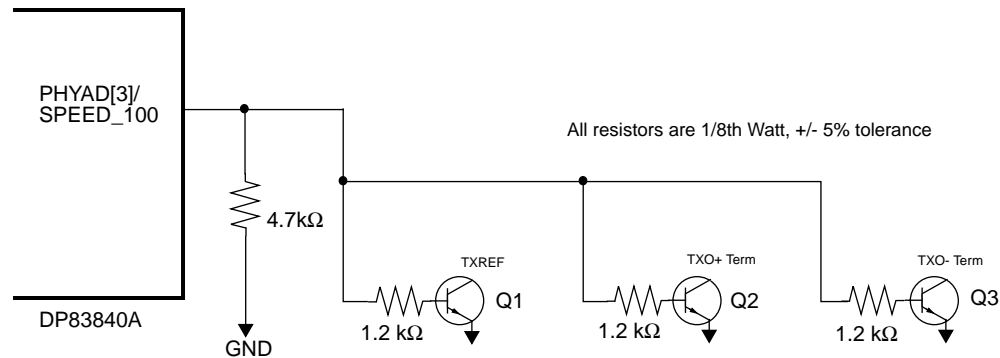 PHYAD[3]/
SPEED_100
All resistors are 1/8th Watt, +/- 5% tolerance
4.7kΩ
TXREF
TXO+ Term
TXO- Term
Q1
Q2
Q3
1.2 kΩ
1.2 kΩ
1.2 kΩ
DP83840A
GND